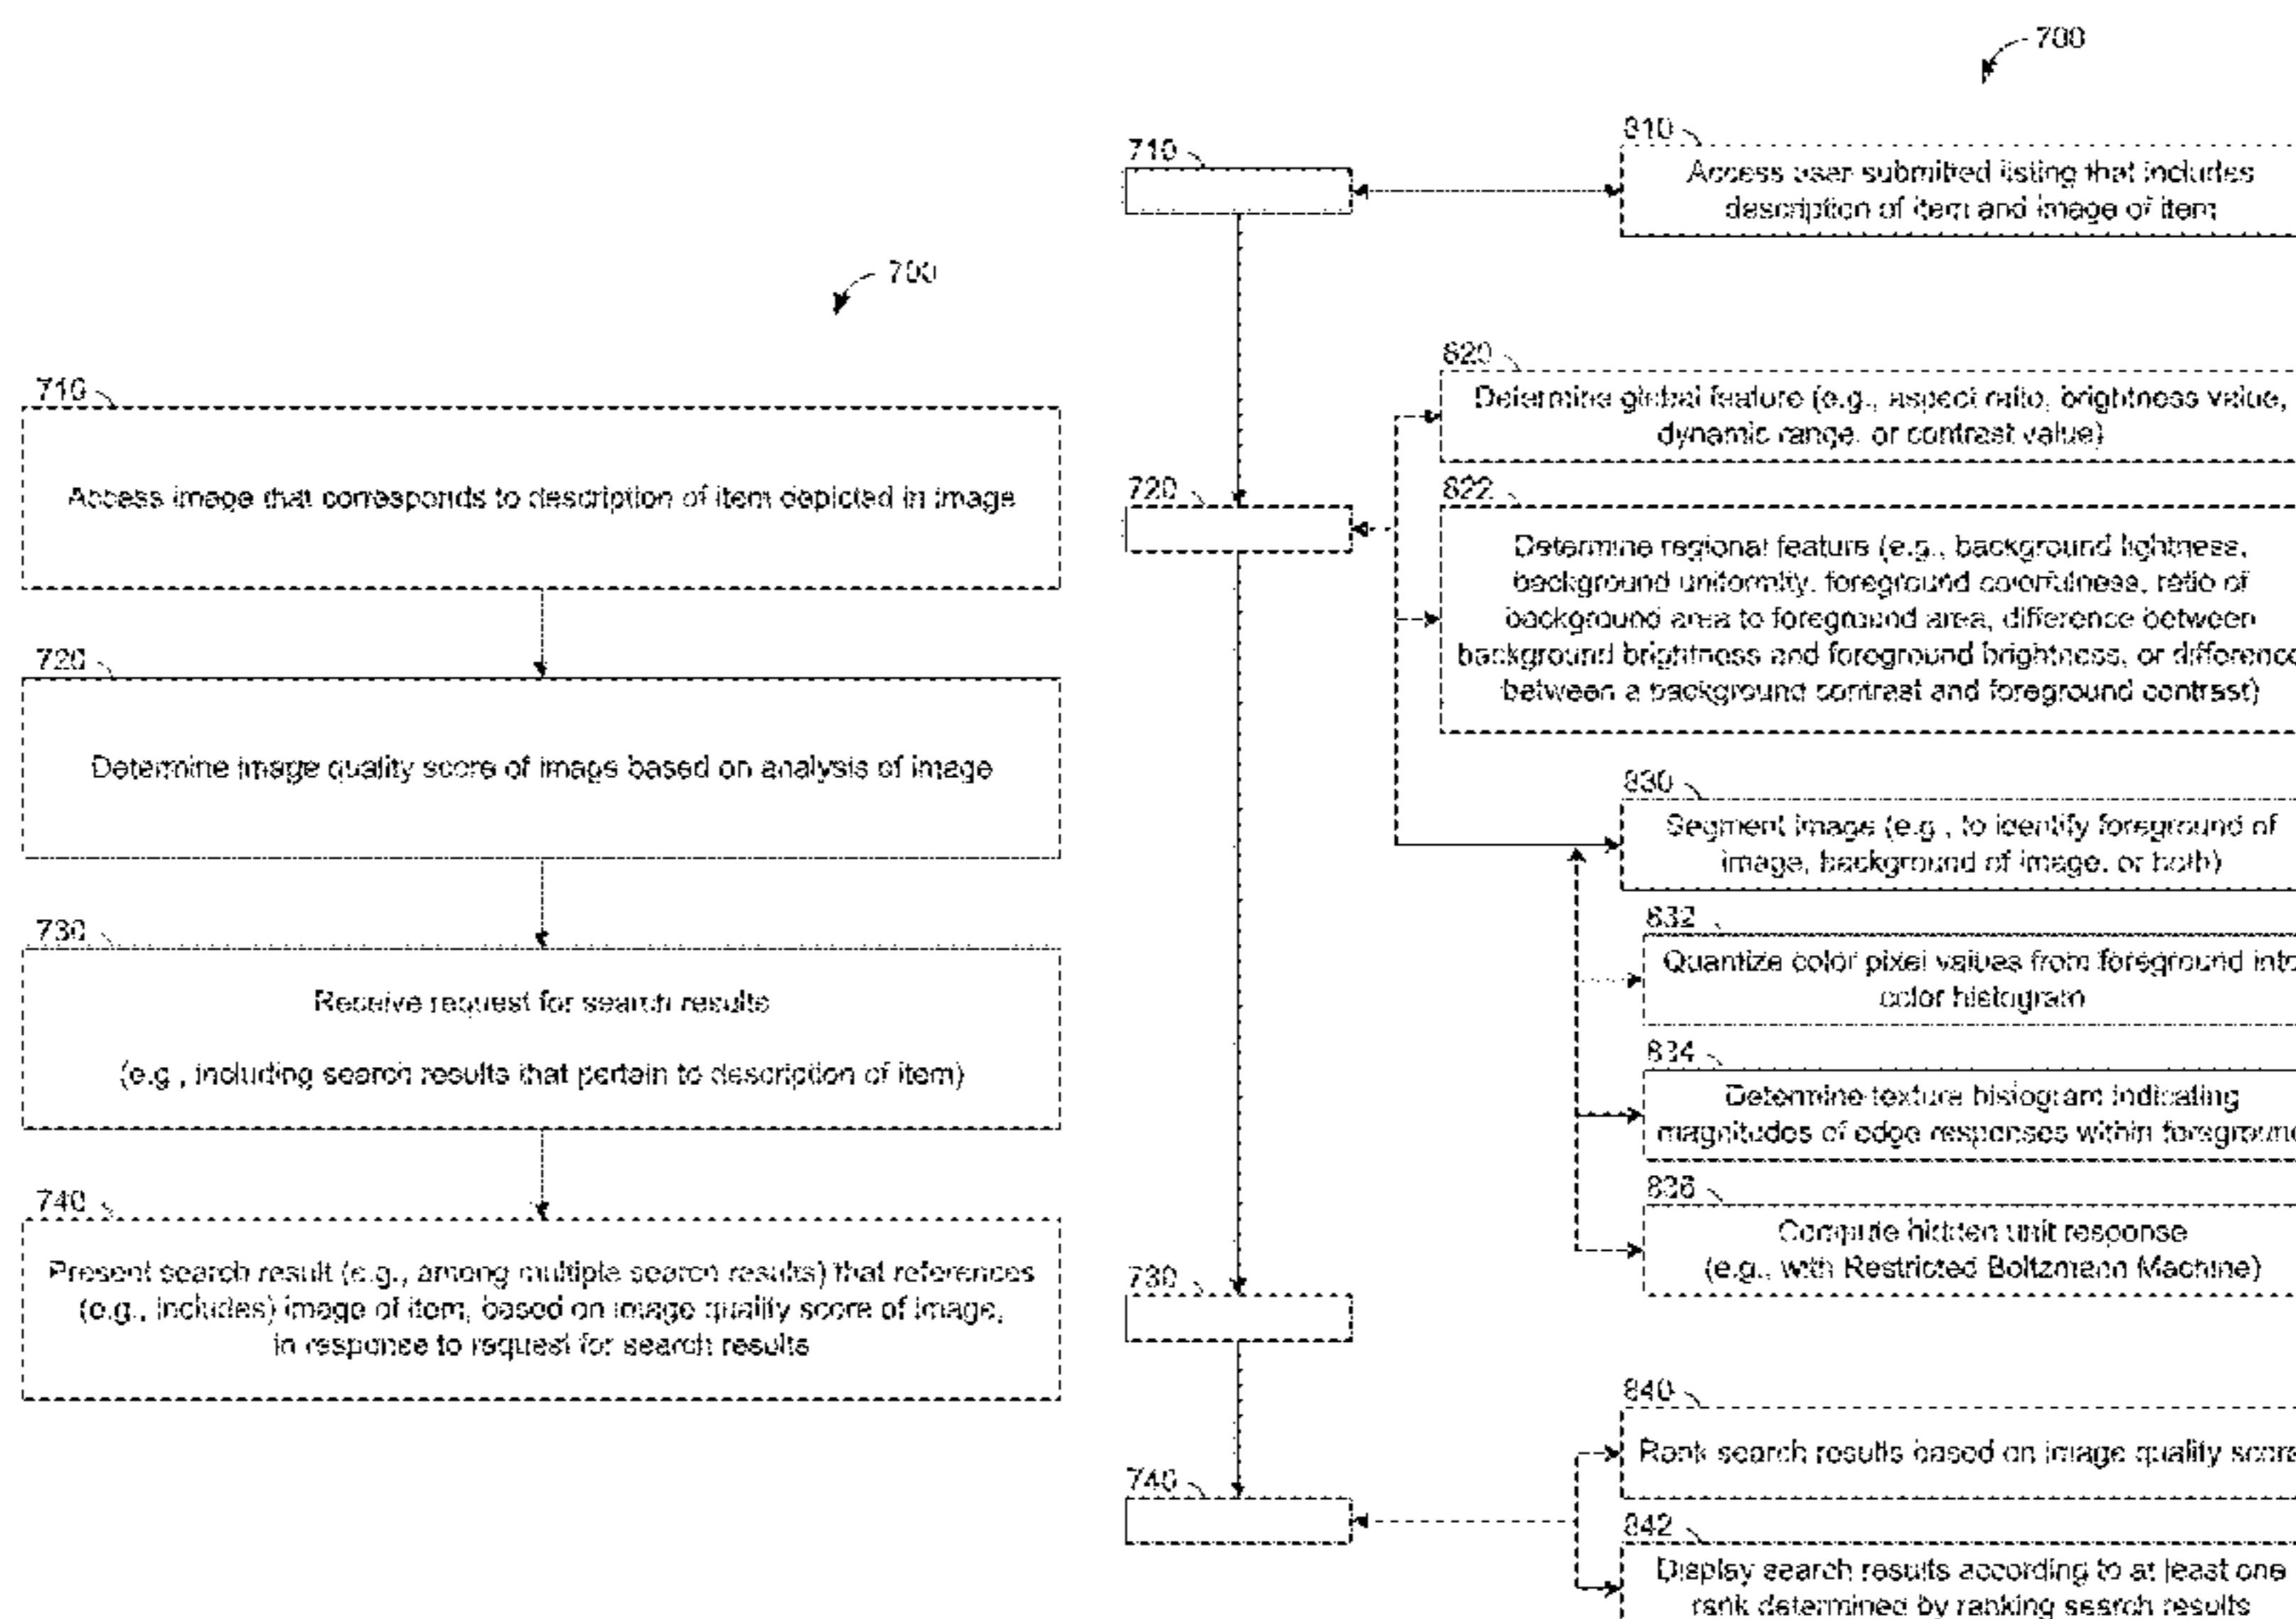 700
710
Access image that corresponds to description of item depicted in image
720
Determine image quality score of image based on analysis of image
730
Receive request for search results
(e.g., including search results that pertain to description of item)
740
Present search result (e.g., among multiple search results) that references
(e.g., includes) image of item, based on image quality score of image,
in response to request for search results
700
710
810
Access user submitted listing that includes
description of item and image of item
720
820
Determine global feature (e.g., aspect ratio, brightness value,
dynamic range, or contrast value)
822
Determine regional feature (e.g., background lightness,
background uniformity, foreground colorfulness, ratio of
background area to foreground area, difference between
background brightness and foreground brightness, or difference
between a background contrast and foreground contrast)
830
Segment image (e.g., to identify foreground of
image, background of image, or both)
832
Quantize color pixel values from foreground into
color histogram
834
Determine texture histogram indicating
magnitudes of edge responses within foreground
836
Compute hidden unit response
(e.g., with Restricted Boltzmann Machine)
730
740
840
Rank search results based on image quality score
842
Display search results according to at least one
rank determined by ranking search results